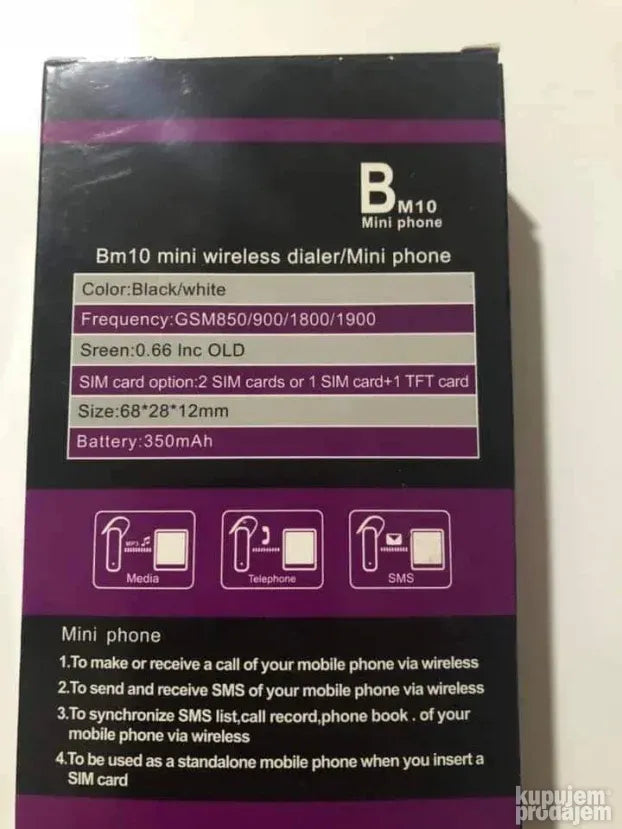 B M10
Mini phone
Bm10 mini wireless dialer/Mini phone
Color:Black/white
Frequency:GSM850/900/1800/1900
Sreen:0.66 Inc OLD
SIM card option:2 SIM cards or 1 SIM card+1 TFT card
Size:68*28*12mm
Battery:350mAh
MP3
Media
Telephone
SMS
Mini phone
1.To make or receive a call of your mobile phone via wireless
2.To send and receive SMS of your mobile phone via wireless
3.To synchronize SMS list,call record,phone book . of your
mobile phone via wireless
4.To be used as a standalone mobile phone when you insert a
SIM card
kupujem
prodajem